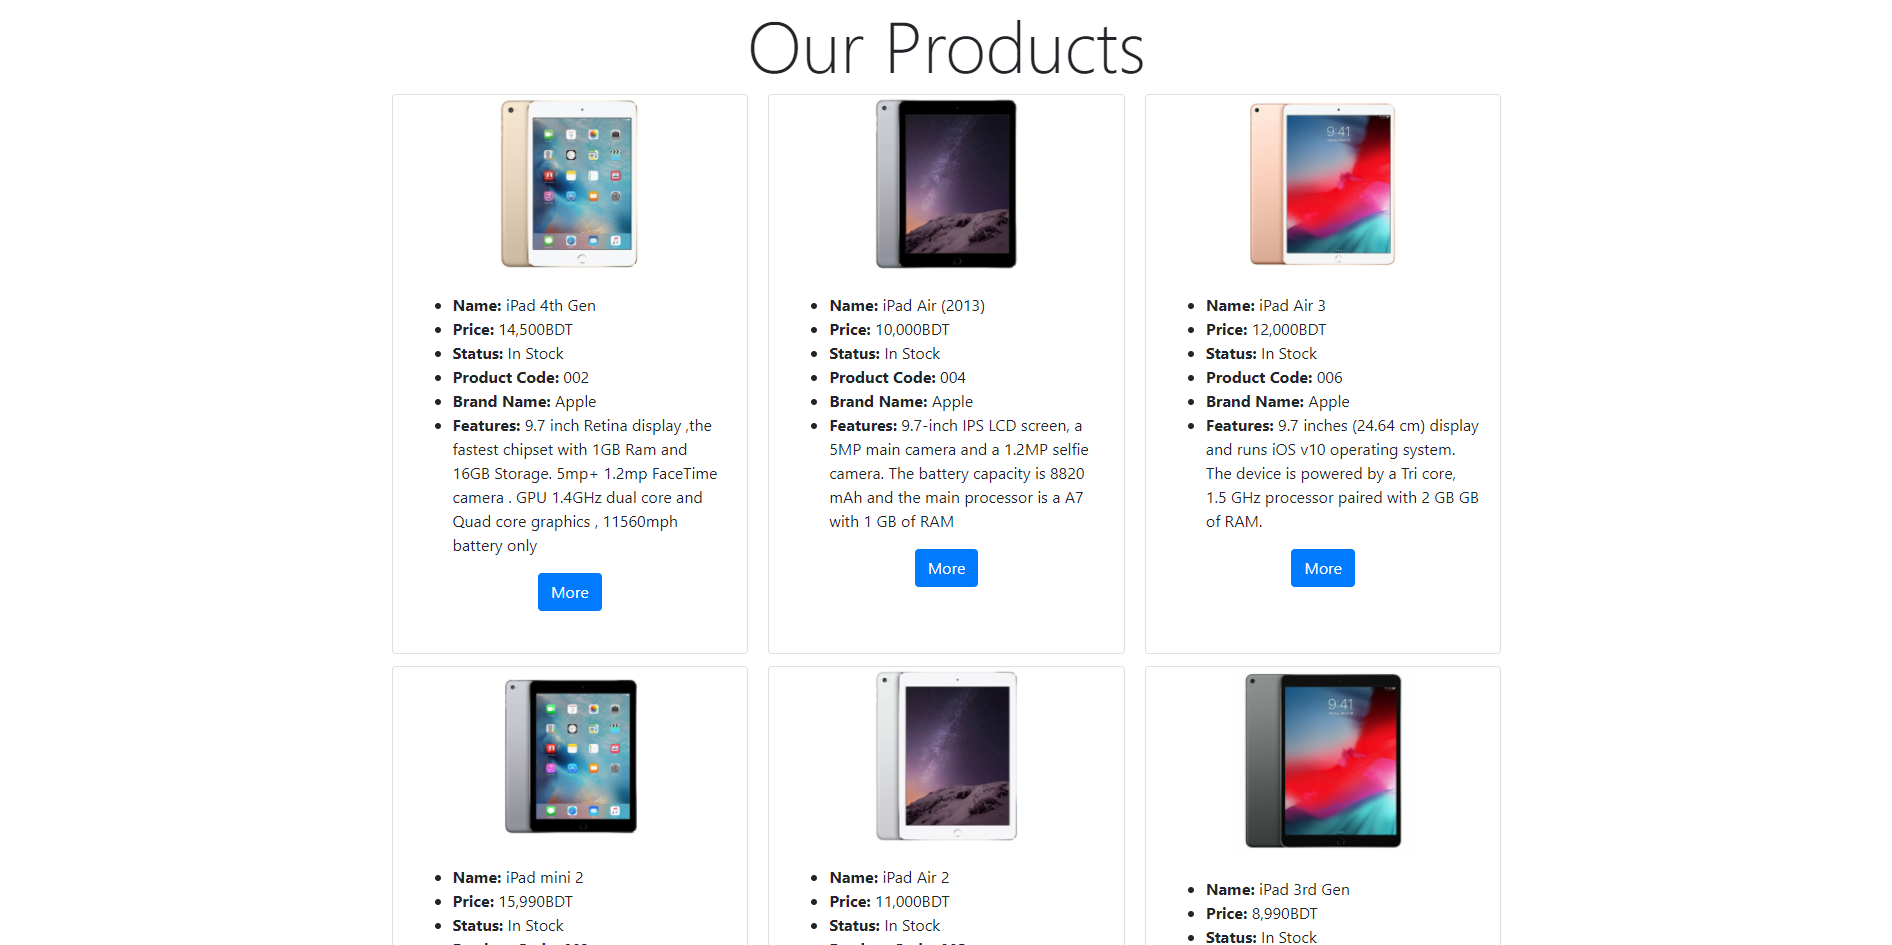 Our Products
Name: iPad 4th Gen
Price: 14,500BDT
Status: In Stock
Product Code: 002
Brand Name: Apple
Features: 9.7 inch Retina display ,the
fastest chipset with 1GB Ram and
16GB Storage. 5mp+ 1.2mp FaceTime
camera . GPU 1.4GHz dual core and
Quad core graphics , 11560mph
battery only
More
Name: iPad Air (2013)
Price: 10,000BDT
Status: In Stock
Product Code: 004
Brand Name: Apple
Features: 9.7-inch IPS LCD screen, a
5MP main camera and a 1.2MP selfie
camera. The battery capacity is 8820
mAh and the main processor is a A7
with 1 GB of RAM
More
9:41
Name: iPad Air 3
Price: 12,000BDT
Status: In Stock
Product Code: 006
Brand Name: Apple
Features: 9.7 inches (24.64 cm) display
and runs iOS v10 operating system.
The device is powered by a Tri core,
1.5 GHz processor paired with 2 GB GB
of RAM.
More
Name: iPad mini 2
Price: 15,990BDT
Status: In Stock
Name: iPad Air 2
Price: 11,000BDT
Status: In Stock
9:41
Name: iPad 3rd Gen
Price: 8,990BDT
Status: In Stock